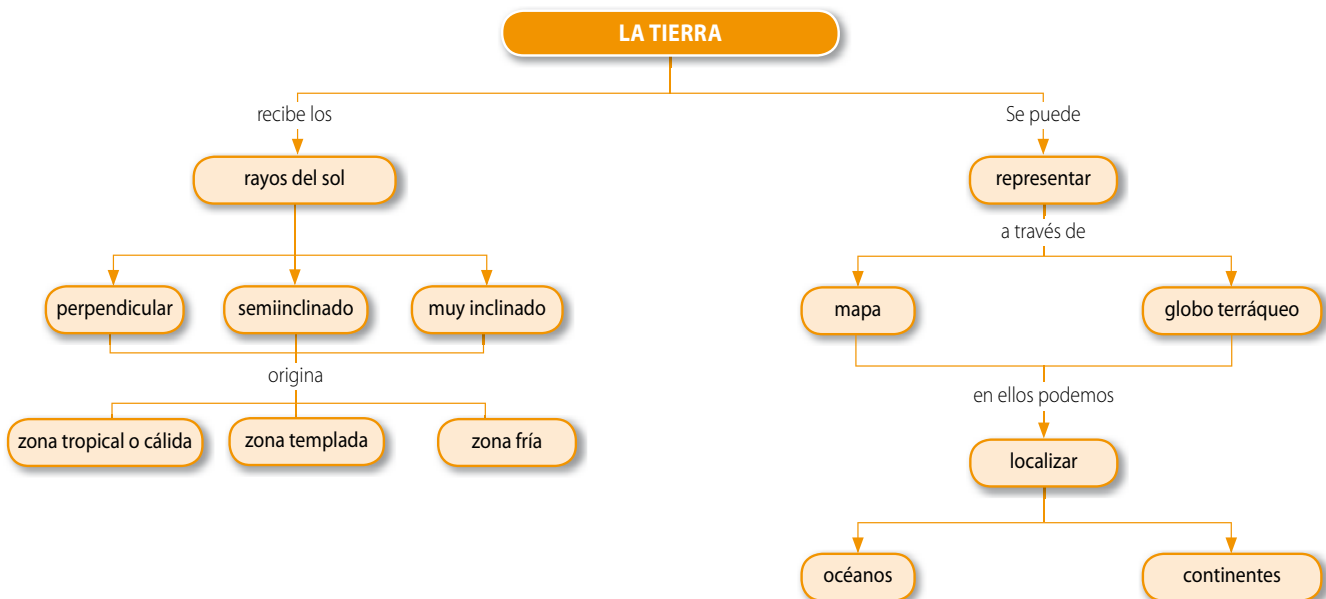 LA TIERRA
recibe los
Se puede
rayos del sol
representar
a través de
perpendicular
semiinclinado
muy inclinado
mapa
globo terráqueo
origina
en ellos podemos
zona tropical o cálida
zona templada
zona fría
localizar
océanos
continentes